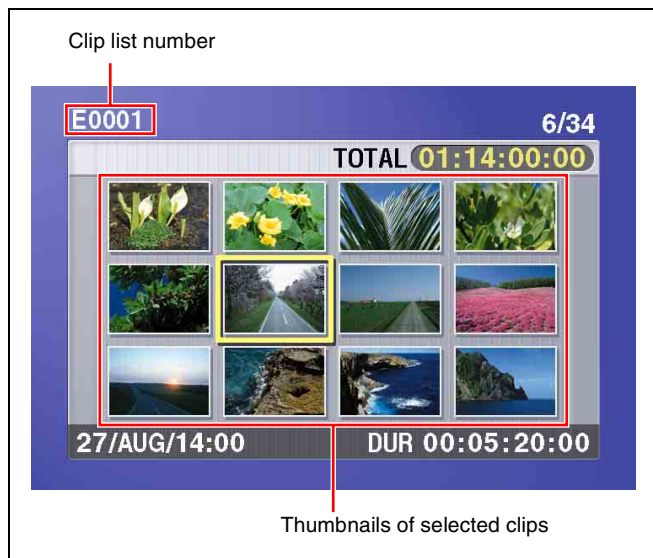 Clip list number
E0001
6/34
TOTAL 01:14:00:00
27/AUG/14:00
DUR 00:05:20:00
Thumbnails of selected clips